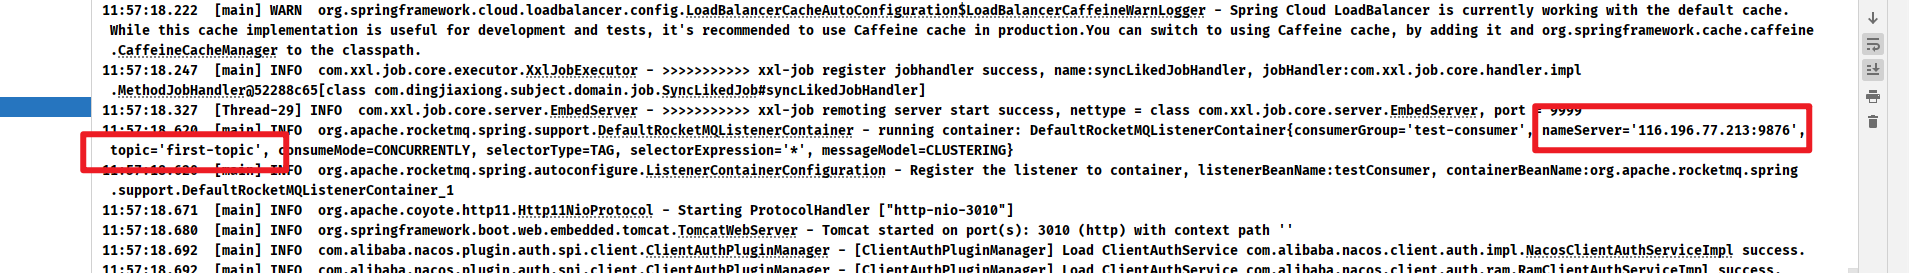 11:57:18.222 [main] WARN org.springframework.cloud.loadbalancer.config.LoadBalancerCacheAutoConfiguration$LoadBalancerCaffeineWarnLogger - Spring Cloud LoadBalancer is currently working with the default cache.
While this cache implementation is useful for development and tests, it's recommended to use Caffeine cache in production.You can switch to using Caffeine cache, by adding it and org.springframework.cache.caffeine
.CaffeineCacheManager to the classpath.
11:57:18.247 [main] INFO com.xxl.job.core.executor.XxlJobExecutor - >>>>>>>>>>> xxl-job register jobhandler success, name:syncLikedJobHandler, jobHandler:com.xxl.job.core.handler.impl
.MethodJobHandler@52288c65[class com.dingjiaxiong.subject.domain.job.SyncLikedJob#syncLikedJobHandler]
11:57:18.327 [Thread-29] INFO com.xxl.job.core.server.EmbedServer - >>>>>>>>>>> xxl-job remoting server start success, nettype = class com.xxl.job.core.server.EmbedServer, port = 9999
11:57:18.620 [main] INFO org.apache.rocketmq.spring.support.DefaultRocketMQListenerContainer - running container: DefaultRocketMQListenerContainer{consumerGroup='test-consumer', nameServer='116.196.77.213:9876',
topic='first-topic', consumeMode=CONCURRENTLY, selectorType=TAG, selectorExpression='*', messageModel=CLUSTERING}
11:57:18.620 [main] INFO org.apache.rocketmq.spring.autoconfigure.ListenerContainerConfiguration - Register the listener to container, listenerBeanName:testConsumer, containerBeanName:org.apache.rocketmq.spring
.support.DefaultRocketMQListenerContainer_1
11:57:18.671 [main] INFO org.apache.coyote.http11.Http11NioProtocol - Starting ProtocolHandler ["http-nio-3010"]
11:57:18.680 [main] INFO org.springframework.boot.web.embedded.tomcat.TomcatWebServer - Tomcat started on port(s): 3010 (http) with context path ''
11:57:18.692 [main] INFO com.alibaba.nacos.plugin.auth.spi.client.ClientAuthPluginManager - [ClientAuthPluginManager] Load ClientAuthService com.alibaba.nacos.client.auth.impl.NacosClientAuthServiceImpl success.
11:57:18.692 [main] INFO com.alibaba.nacos.plugin.auth.spi.client.ClientAuthPluginManager - [ClientAuthPluginManager] Load ClientAuthService com.alibaba.nacos.client.auth.ram.RamClientAuthServiceImpl success.